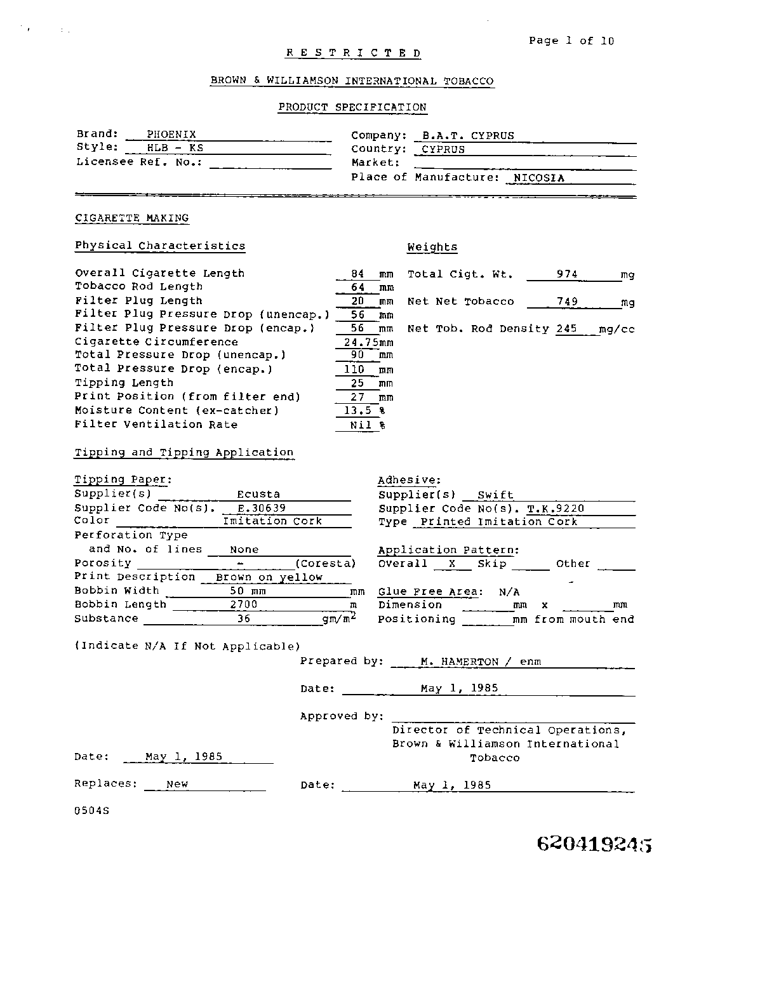 Page 1 of 10
R E S T R I C T E D
BROWN & WILLIAMSON INTERNATIONAL TOBACCO
PRODUCT SPECIFICATION
Brand: PHOENIX Company: B.A.T. CYPRUS
Style: HLB - KS Country: CYPRUS
Licensee Ref. No.: Market:
Place of Manufacture: NICOSIA
CIGARETTE MAKING
Physical Characteristics Weights
Overall Cigarette Length 84 mm Total Cigt. Wt. 974 mg
Tobacco Rod Length 64 mm
Filter Plug Length 20 mm Net Net Tobacco 749 mg
Filter Plug Pressure Drop (unencap.) 56 mm
Filter Plug Pressure Drop (encap.) 56 mm Net Tob. Rod Density 245 mg/cc
Cigarette Circumference 24.75mm
Total Pressure Drop (unencap.) 90 mm
Total Pressure Drop (encap.) 110 mm
Tipping Length 25 mm
Print Position (from filter end) 27 mm
Moisture Content (ex-catcher) 13.5 %
Filter Ventilation Rate Nil %
Tipping and Tipping Application
Tipping Paper: Adhesive:
Supplier(s) Ecusta Supplier(s) Swift
Supplier Code No(s). E.30639 Supplier Code No(s). T.K.9220
Color Imitation Cork Type Printed Imitation Cork
Perforation Type
and No. of lines None Application Pattern:
Porosity - (Coresta) Overall X Skip Other
Print Description Brown on yellow
Bobbin Width 50 mm mm Glue Free Area: N/A
Bobbin Length 2700 m Dimension mm x mm
Substance 36 gm/m² Positioning mm from mouth end
(Indicate N/A If Not Applicable)
Prepared by: M. HAMERTON / enm
Date: May 1, 1985
Approved by:
Director of Technical Operations,
Brown & Williamson International
Date: May 1, 1985 Tobacco
Replaces: New Date: May 1, 1985
0504S
620419245